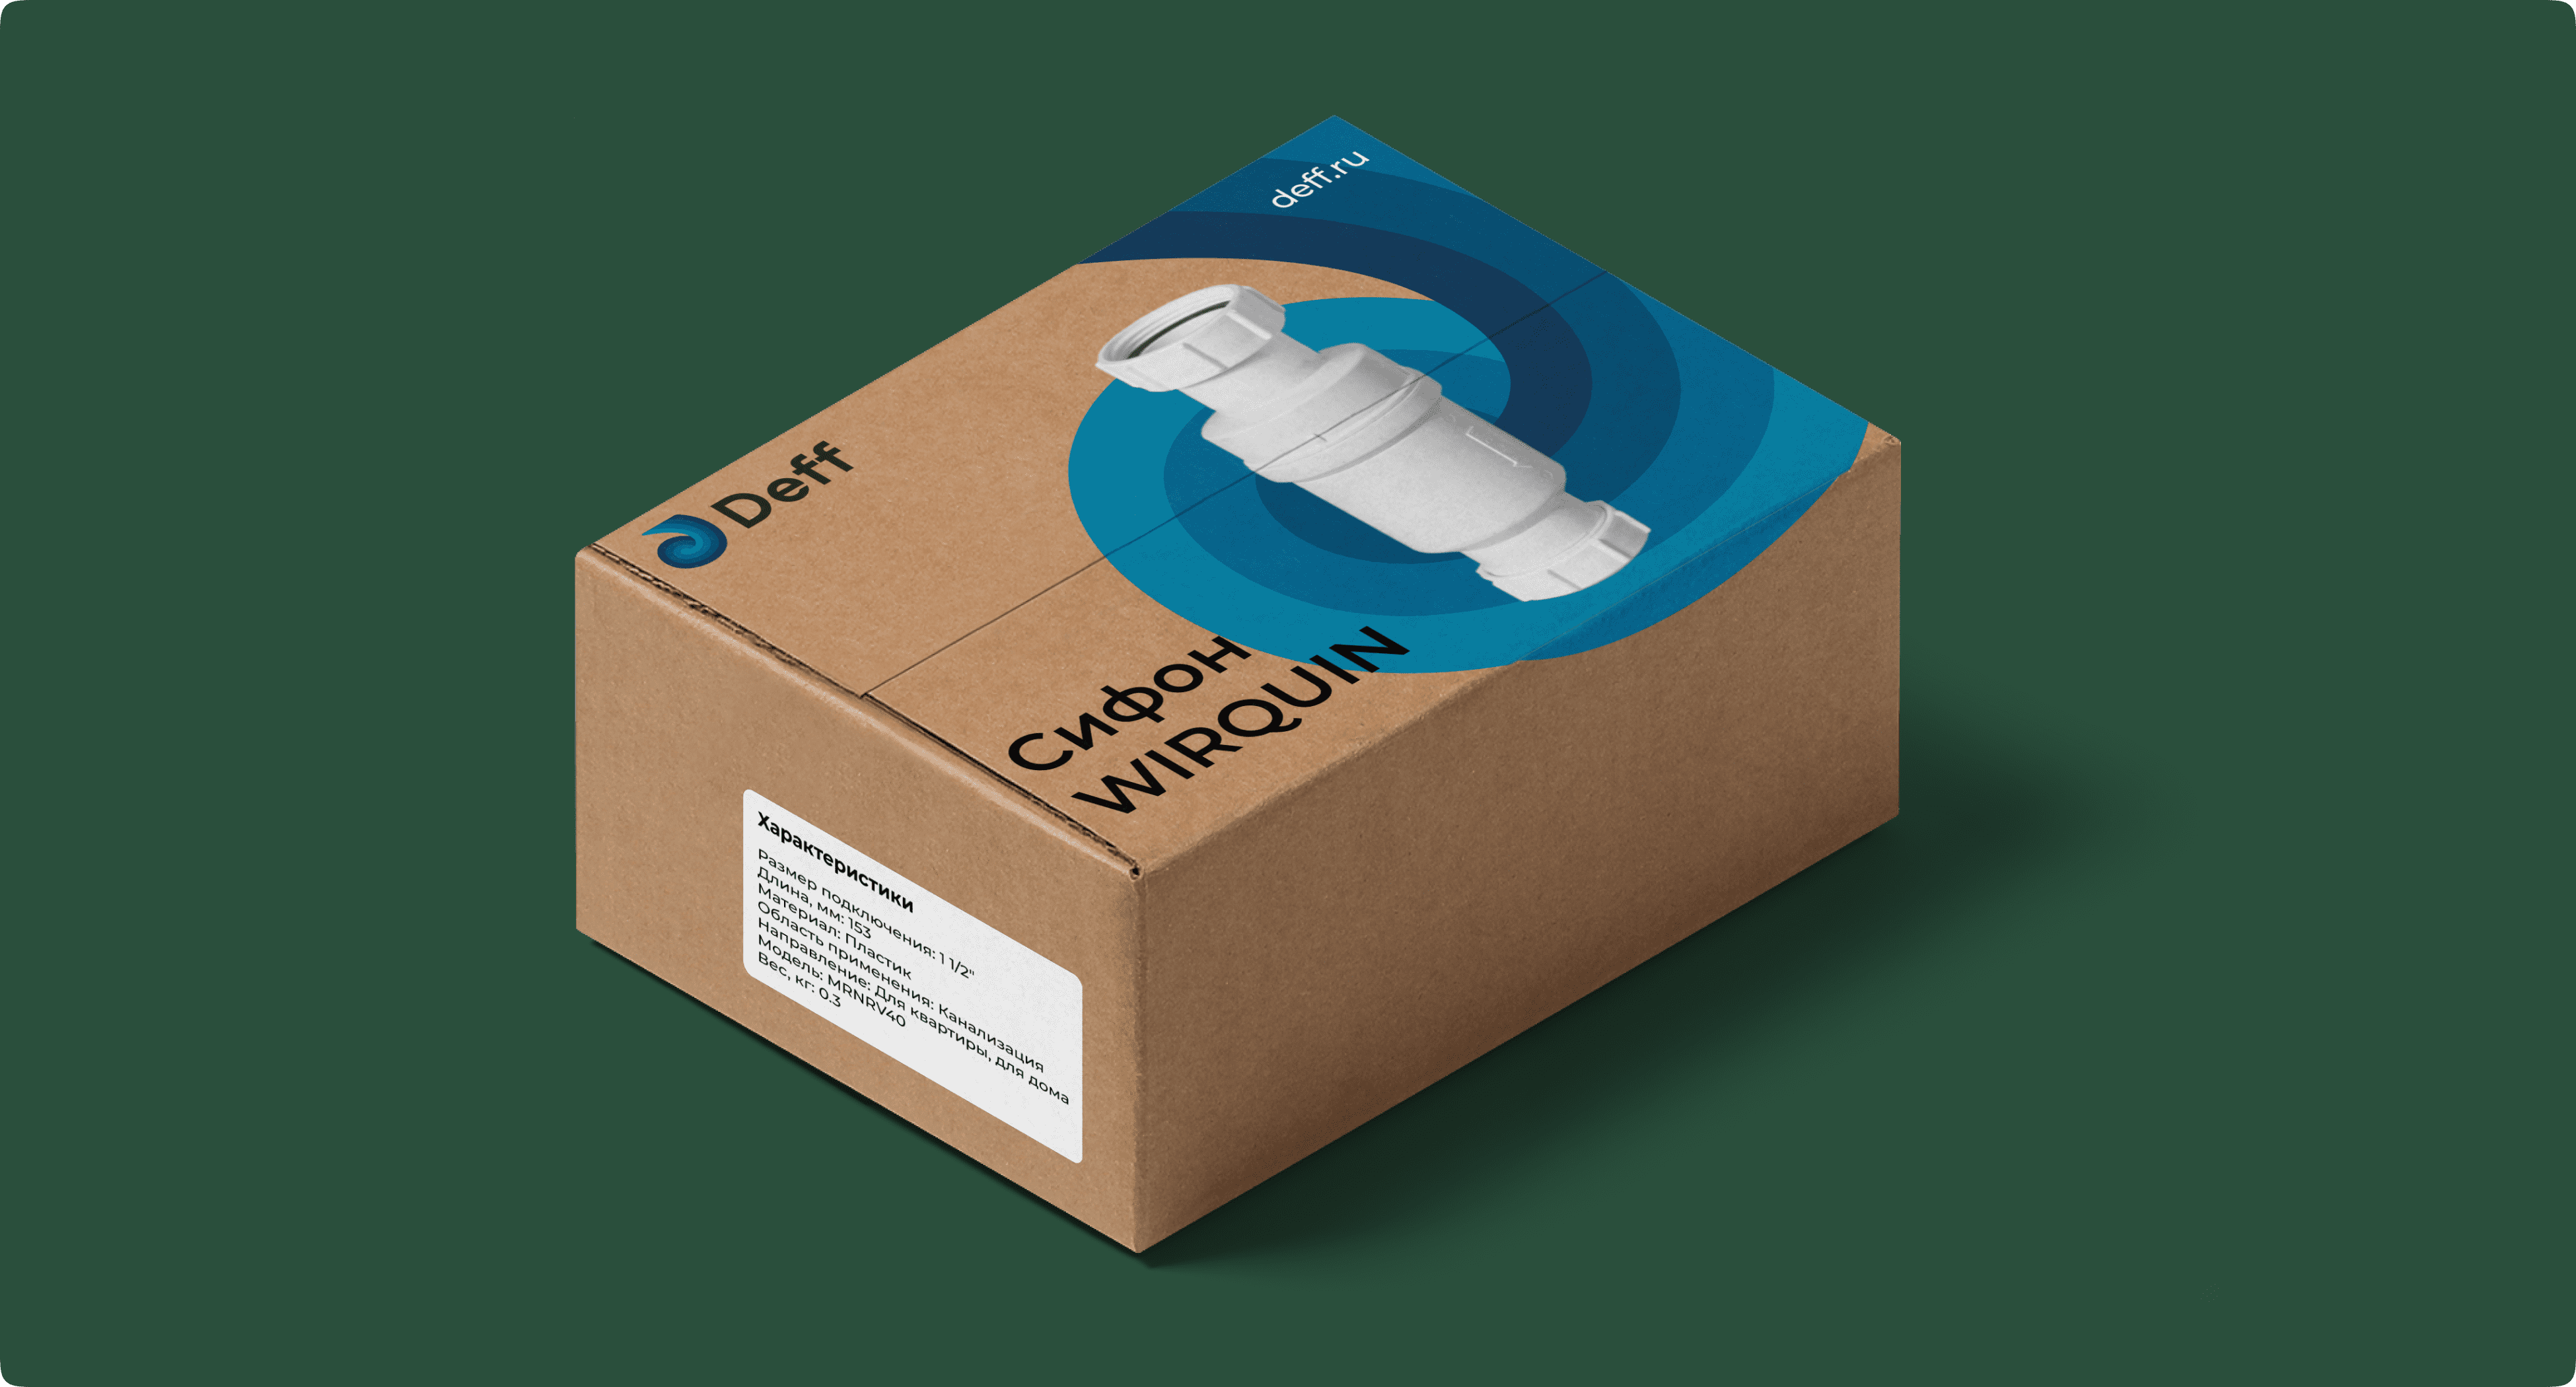 deff.ru
Deff
Сифон
WIRQUIN
Характеристики
Размер подключения: 1 1/2"
Длина, мм: 153
Материал: Пластик
Область применения: Канализация
Направление: Для квартиры, для дома
Модель: MRNRV40
Вес, кг: 0.3